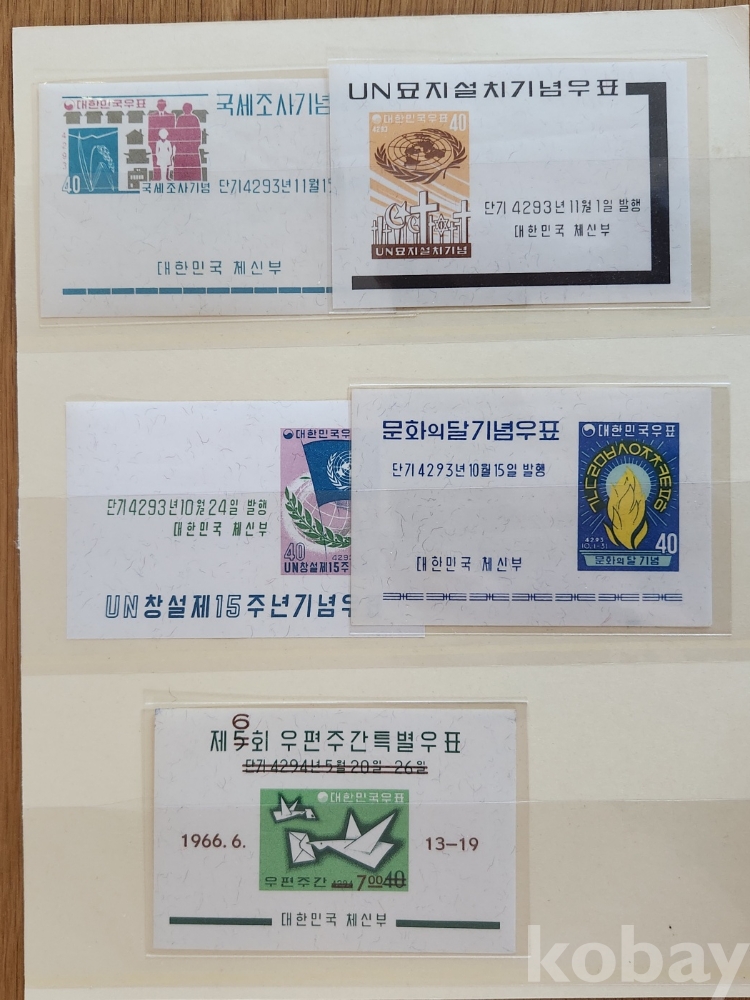 국세조사기념
대한민국우표
4293
40
국세조사기념
단기4293년11월15
대한민국 체신부
UN묘지설치기념우표
대한민국우표
4293
40
UN묘지설치기념
단기4293년11월1일 발행
대한민국 체신부
대한민국우표
단기4293년10월24일 발행
대한민국 체신부
40
4293
UN창설제15주년
UN창설제15주년기념우
문화의달기념우표
단기4293년10월15일 발행
대한민국우표
ㄱㄴㄷㄹㅁㅂㅅㅇㅈㅊㅋㅌㅍㅎ
4293
10.1-31
40
문화의달기념
대한민국 체신부
6
제5회 우편주간특별우표
단기4294년5월20일-26일
대한민국우표
1966.6.
13-19
우편주간
4294
7 00
40
대한민국 체신부
kobay